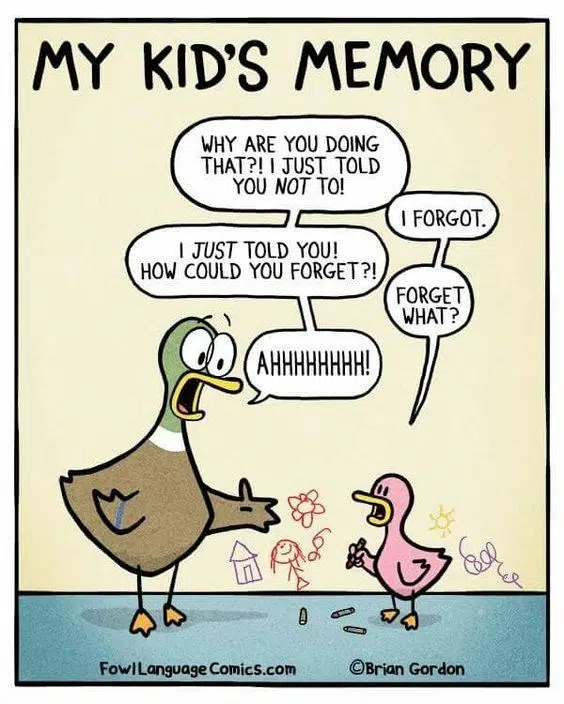 MY KID'S MEMORY
WHY ARE YOU DOING
THAT?! I JUST TOLD
YOU NOT TO!
I FORGOT.
I JUST TOLD YOU!
HOW COULD YOU FORGET?!
FORGET
WHAT?
AHHHHHHHH!
FowlLanguageComics.com
©Brian Gordon